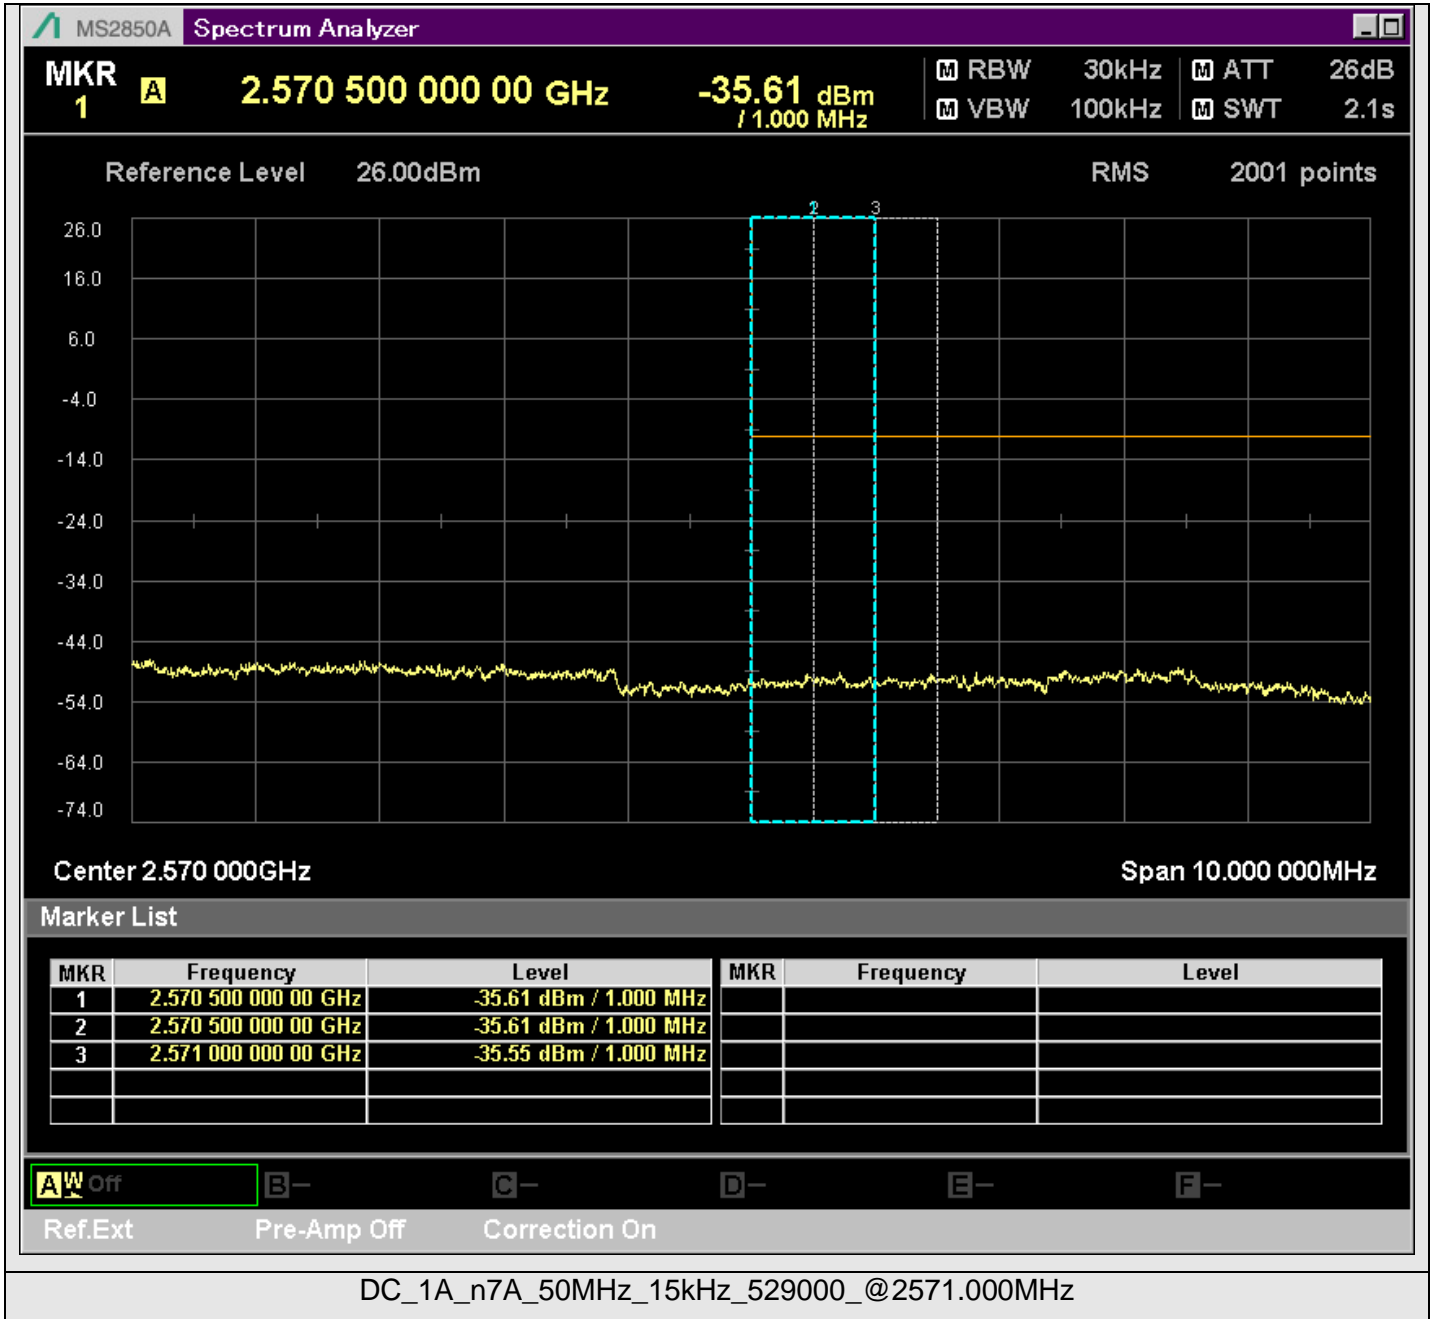 MS2850A Spectrum Analyzer
MKR 1 A 2.570 500 000 00 GHz -35.61 dBm / 1.000 MHz
M RBW 30kHz M ATT 26dB
M VBW 100kHz M SWT 2.1s
Reference Level 26.00dBm RMS 2001 points
2 3
26.0
16.0
6.0
-4.0
-14.0
-24.0
-34.0
-44.0
-54.0
-64.0
-74.0
Center 2.570 000GHz Span 10.000 000MHz
Marker List
MKR Frequency Level MKR Frequency Level
1 2.570 500 000 00 GHz -35.61 dBm / 1.000 MHz
2 2.570 500 000 00 GHz -35.61 dBm / 1.000 MHz
3 2.571 000 000 00 GHz -35.55 dBm / 1.000 MHz
A W Off B- C- D- E- F-
Ref.Ext Pre-Amp Off Correction On
DC_1A_n7A_50MHz_15kHz_529000_@2571.000MHz